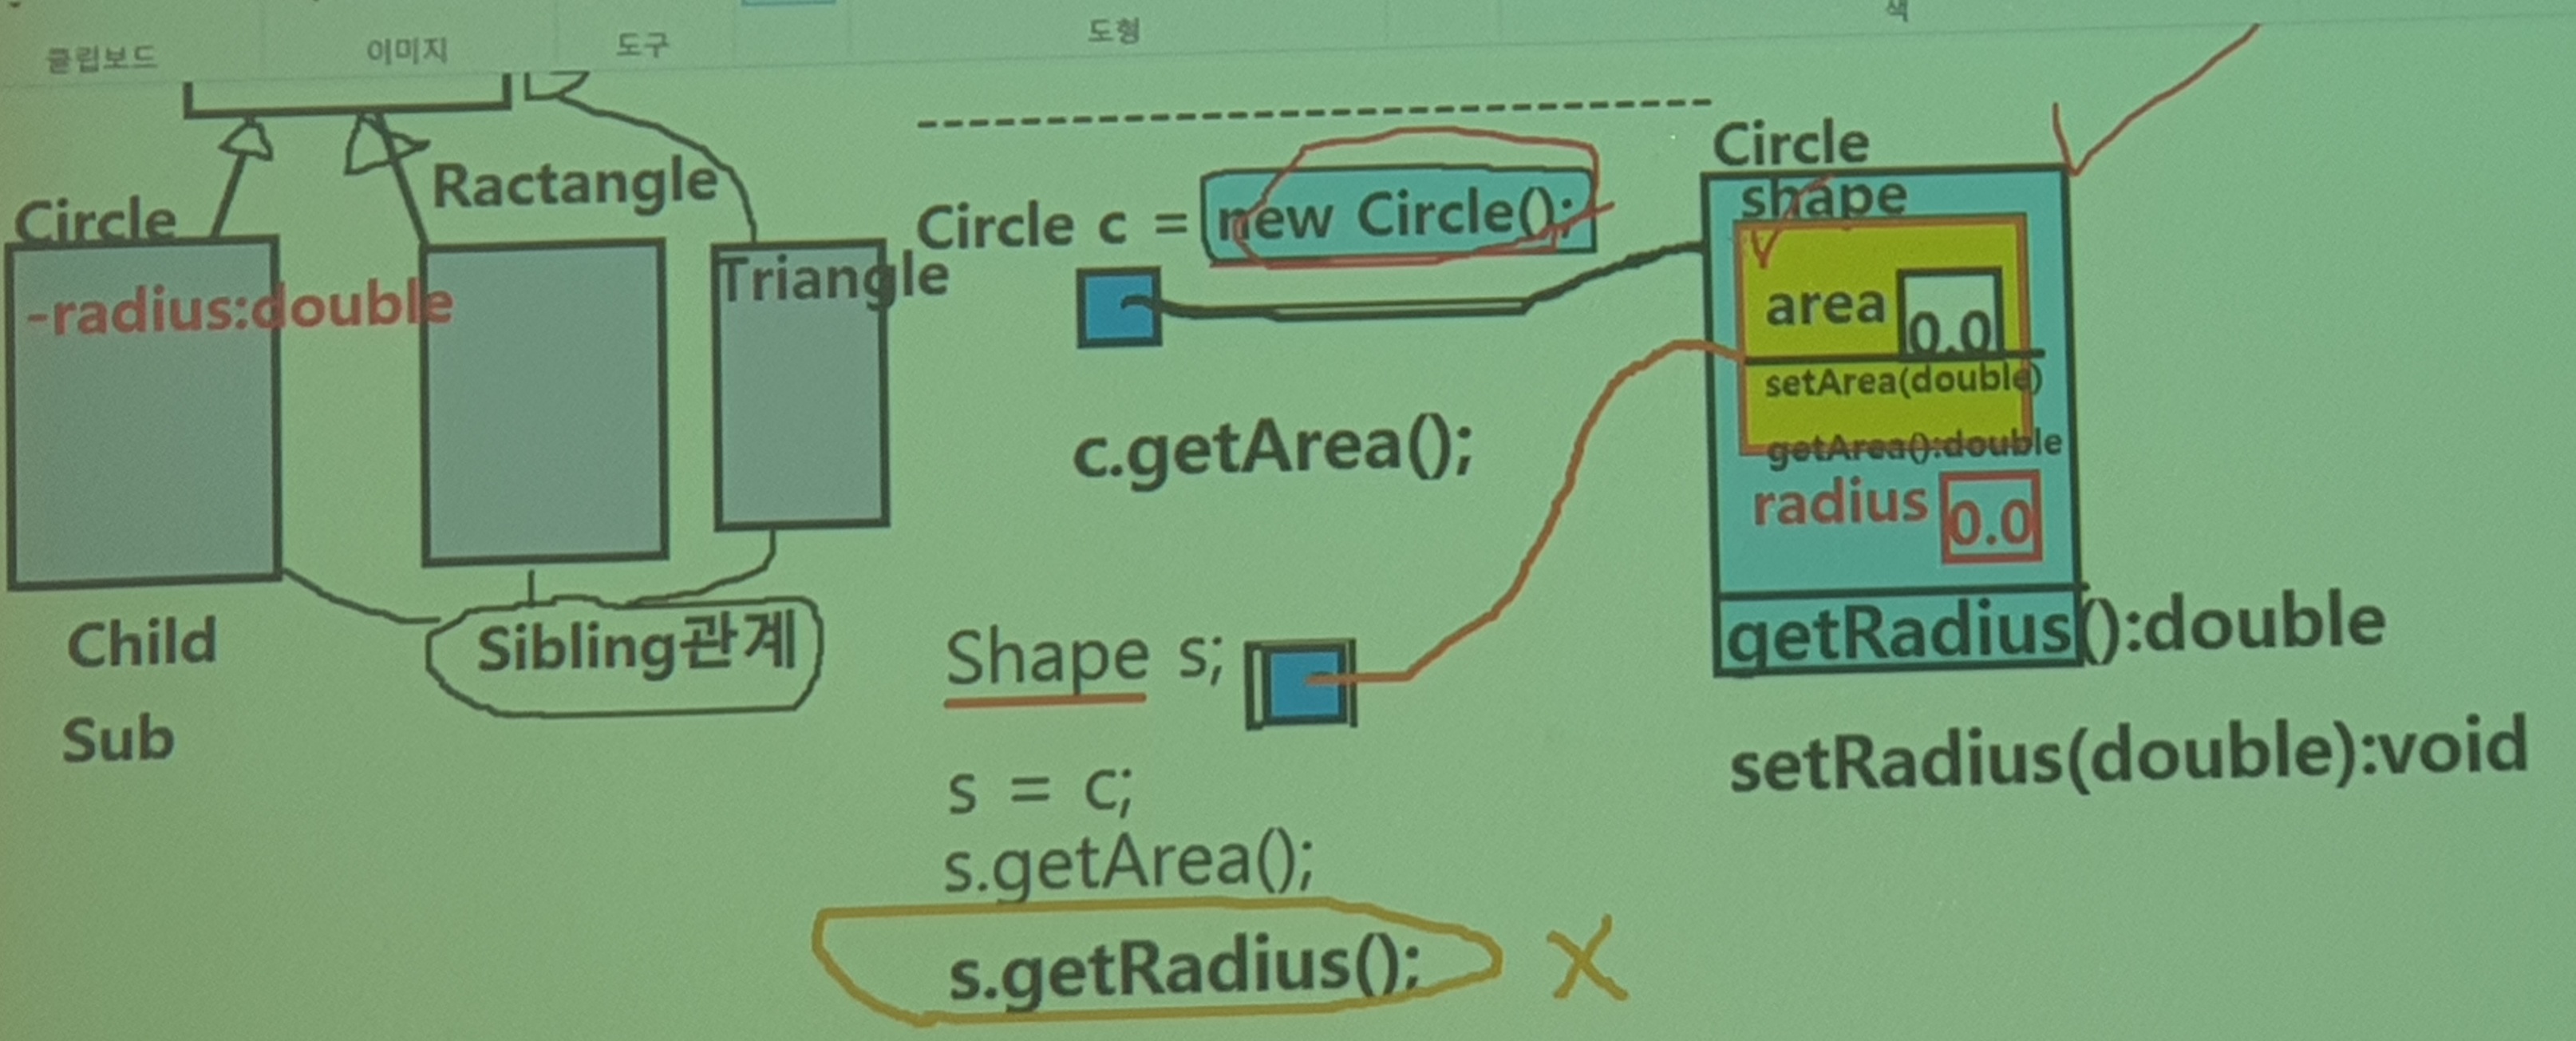 클립보드
이미지
도구
도형
색
Circle
-radius:double
Ractangle
Triangle
Child
Sub
Sibling관계
Circle c = new Circle();
c.getArea();
Shape s;
s = c;
s.getArea();
s.getRadius();
X
Circle
shape
area 0.0
setArea(double)
getArea():double
radius 0.0
getRadius():double
setRadius(double):void